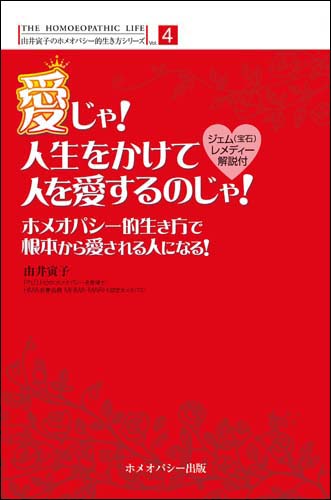 THE HOMOEOPATHIC LIFE
由井寅子のホメオパシー的生き方シリーズ Vol. 4
愛じゃ!
人生をかけて
人を愛するのじゃ!
ジェム(宝石)
レメディー
解説付
ホメオパシー的生き方で
根本から愛される人になる!
由井寅子
ホメオパシー出版